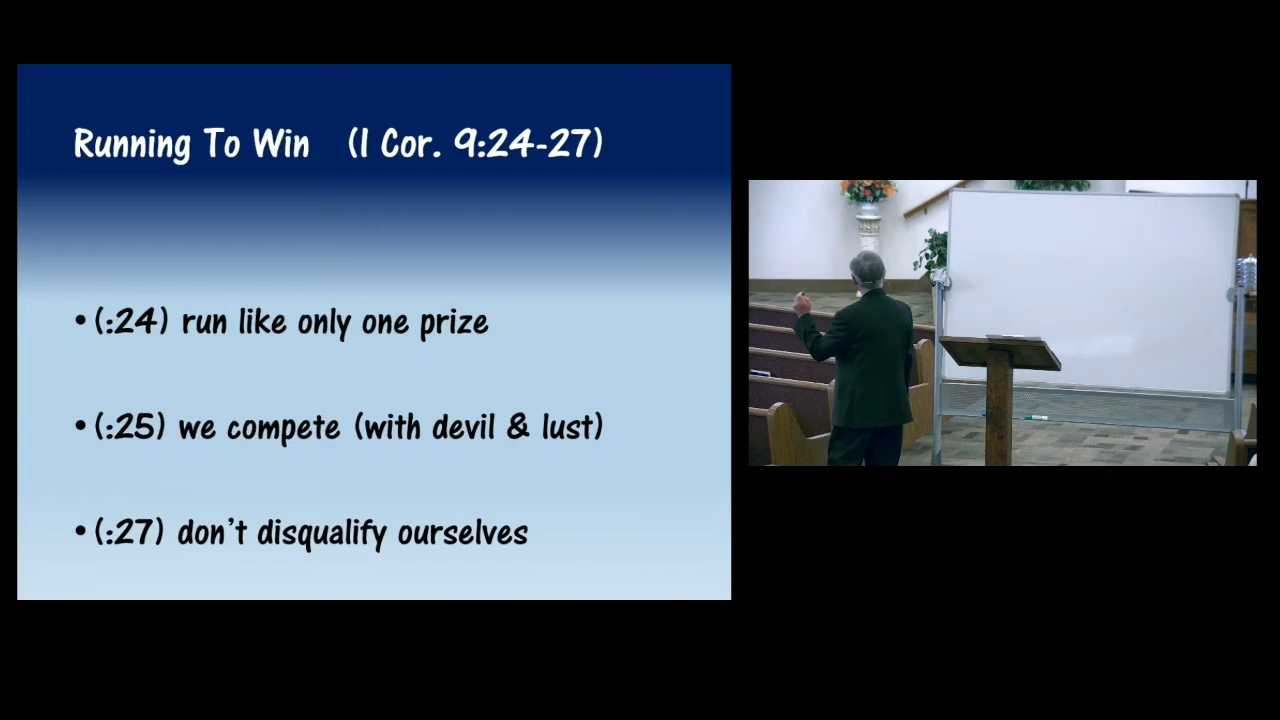 Running To Win (I Cor. 9:24-27)
• (:24) run like only one prize
• (:25) we compete (with devil & lust)
• (:27) don't disqualify ourselves